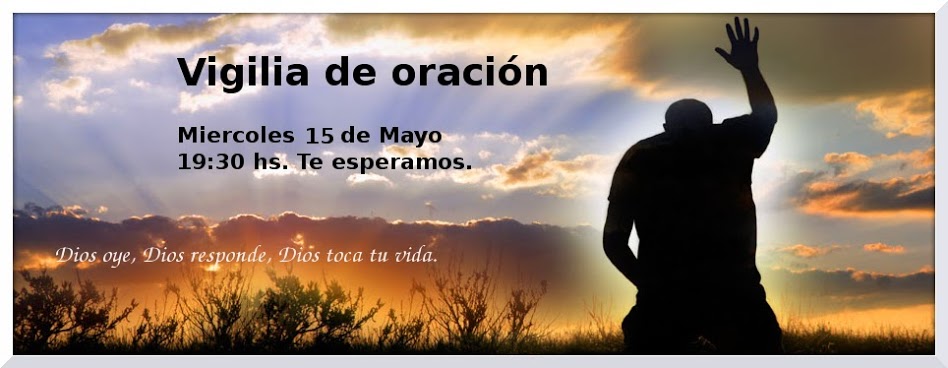 Vigilia de oración
Miercoles 15 de Mayo
19:30 hs. Te esperamos.
Dios oye, Dios responde, Dios toca tu vida.